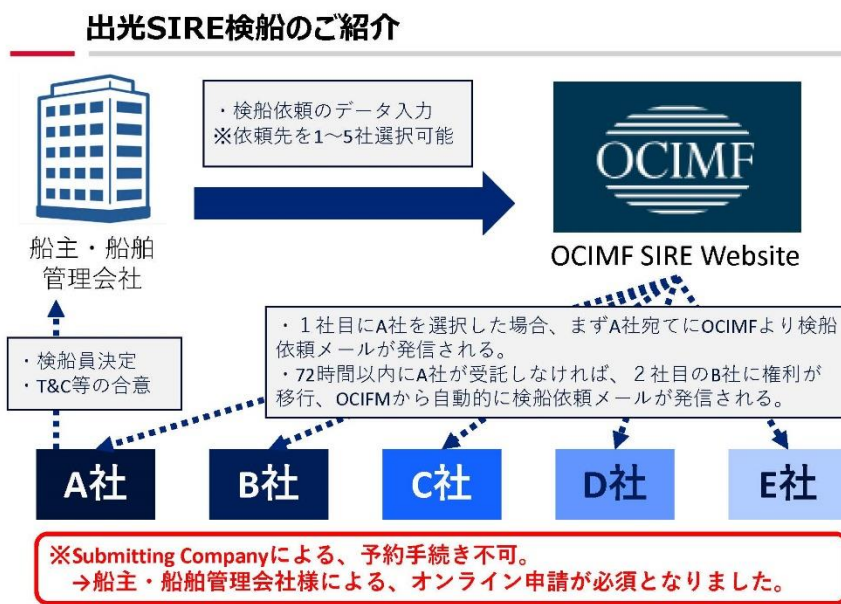 出光SIRE検船のご紹介
・検船依頼のデータ入力
※依頼先を1～5社選択可能
OCIMF
船主・船舶
管理会社
OCIMF SIRE Website
・検船員決定
・T&C等の合意
・１社目にA社を選択した場合、まずA社宛てにOCIMFより検船
依頼メールが発信される。
・72時間以内にA社が受託しなければ、２社目のB社に権利が
移行、OCIFMから自動的に検船依頼メールが発信される。
A社
B社
C社
D社
E社
※Submitting Companyによる、予約手続き不可。
→船主・船舶管理会社様による、オンライン申請が必須となりました。